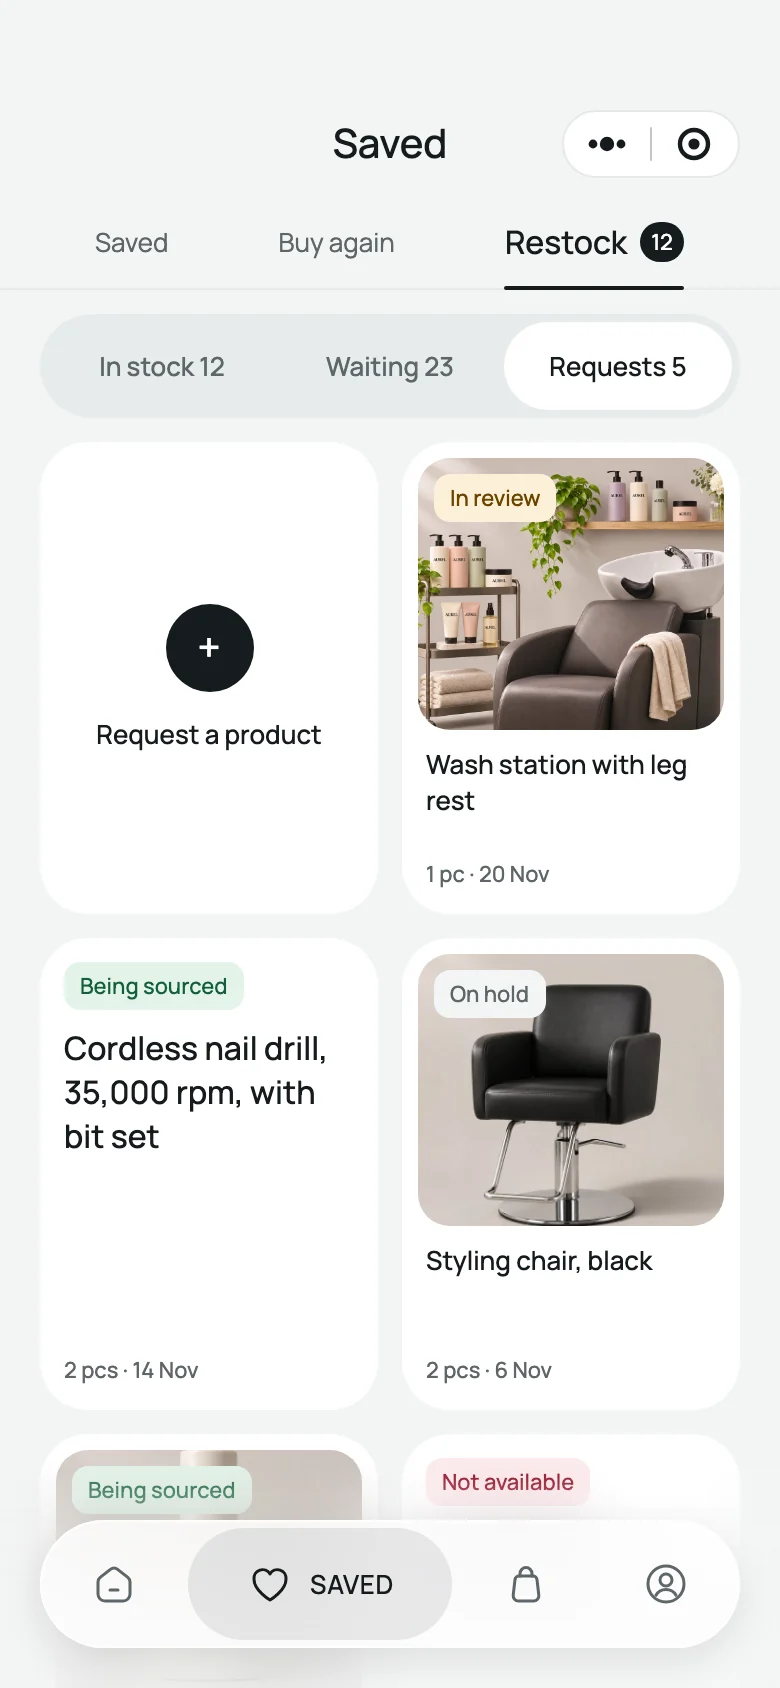 Saved
Saved
Buy again
Restock 12
In stock 12
Waiting 23
Requests 5
Request a product
In review
Wash station with leg
rest
1 pc · 20 Nov
Being sourced
Cordless nail drill,
35,000 rpm, with
bit set
2 pcs · 14 Nov
On hold
Styling chair, black
2 pcs · 6 Nov
Being sourced
Not available
SAVED